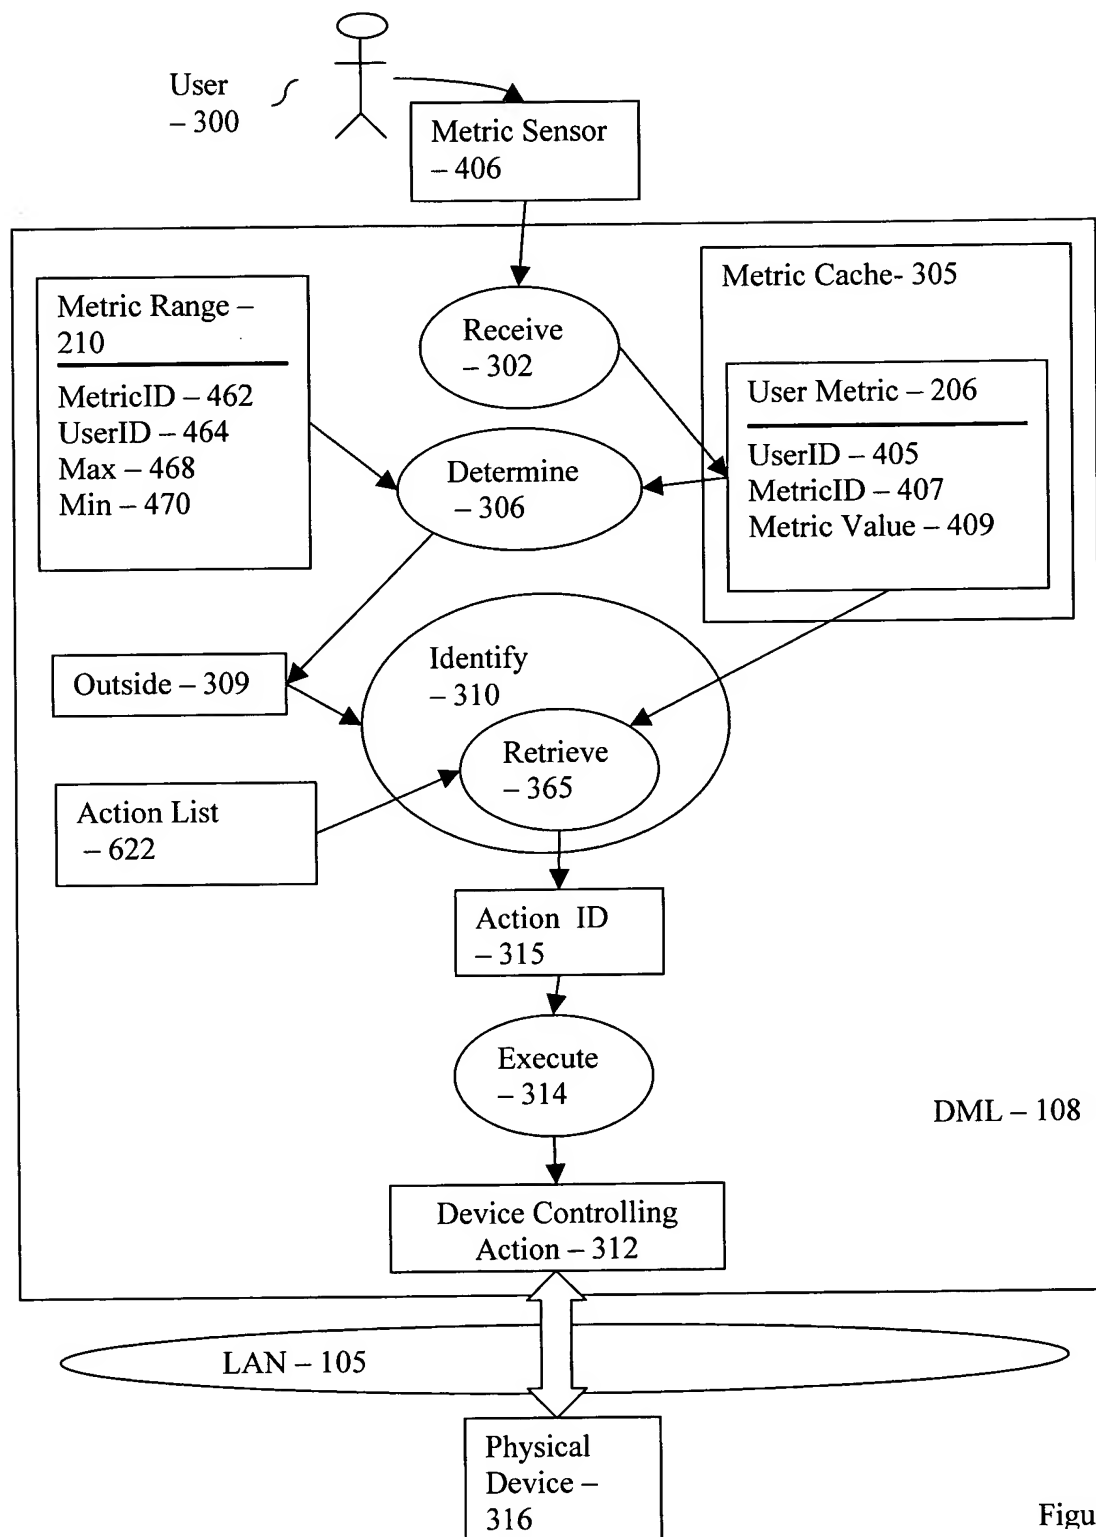 User
– 300
Metric Sensor
– 406
Metric Range –
210
MetricID – 462
UserID – 464
Max – 468
Min – 470
Receive
– 302
Metric Cache- 305
User Metric – 206
UserID – 405
MetricID – 407
Metric Value – 409
Determine
– 306
Outside – 309
Identify
– 310
Retrieve
– 365
Action List
– 622
Action ID
– 315
Execute
– 314
DML – 108
Device Controlling
Action – 312
LAN – 105
Physical
Device –
316
Figu